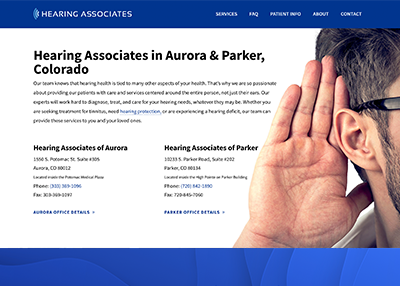 HEARING ASSOCIATES
SERVICES FAQ PATIENT INFO ABOUT CONTACT
Hearing Associates in Aurora & Parker,
Colorado
Our team knows that hearing health is tied to many other aspects of your health. That's why we are so passionate
about providing our patients with care and services centered around the entire person, not just their ears. Our
experts will work hard to diagnose, treat, and care for your hearing needs, whatever they may be. Whether you
are seeking treatment for tinnitus, need hearing protection, or are experiencing a hearing deficit, our team can
provide these services to you and your loved ones.
Hearing Associates of Aurora
1550 S. Potomac St. Suite #305
Aurora, CO 80012
Located inside the Potomac Medical Plaza
Phone: (303) 369-1096
Fax: 303-369-1097
AURORA OFFICE DETAILS >
Hearing Associates of Parker
10233 S. Parker Road, Suite #202
Parker, CO 80134
Located inside the High Pointe on Parker Building
Phone: (720) 842-1890
Fax: 720-845-7060
PARKER OFFICE DETAILS >